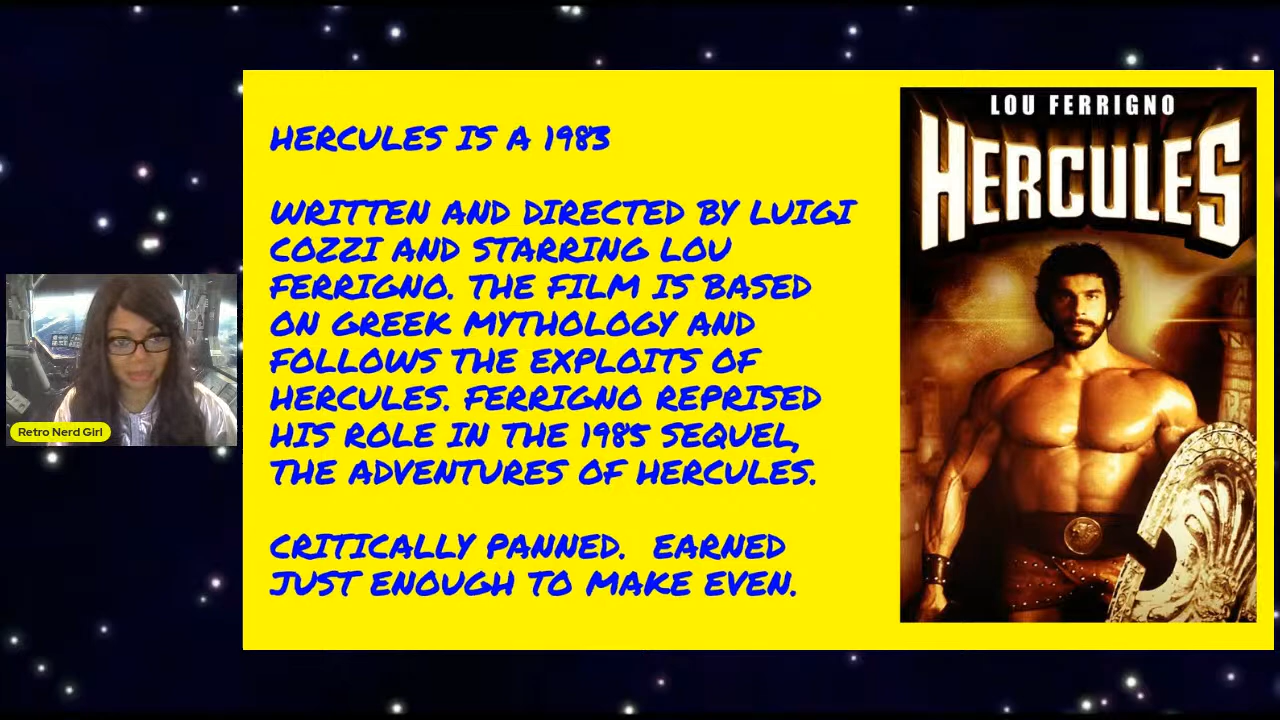 HERCULES IS A 1983
WRITTEN AND DIRECTED BY LUIGI
COZZI AND STARRING LOU
FERRIGNO. THE FILM IS BASED
ON GREEK MYTHOLOGY AND
FOLLOWS THE EXPLOITS OF
HERCULES. FERRIGNO REPRISED
HIS ROLE IN THE 1985 SEQUEL,
THE ADVENTURES OF HERCULES.
CRITICALLY PANNED. EARNED
JUST ENOUGH TO MAKE EVEN.
LOU FERRIGNO
HERCULES
Retro Nerd Girl